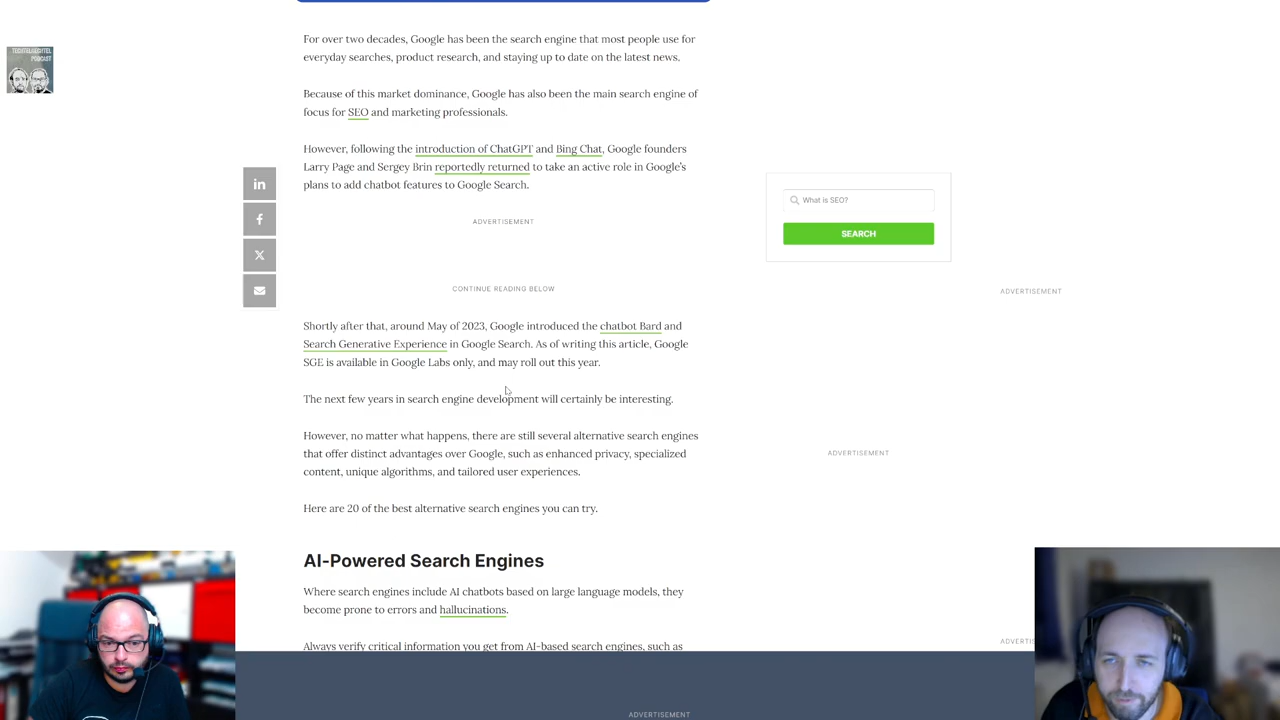 For over two decades, Google has been the search engine that most people use for
everyday searches, product research, and staying up to date on the latest news.
PODCAST
Because of this market dominance, Google has also been the main search engine of
focus for SEO and marketing professionals.
However, following the introduction of ChatGPT and Bing Chat, Google founders
Larry Page and Sergey Brin reportedly returned to take an active role in Google's
plans to add chatbot features to Google Search.
in
f
X
What is SEO?
SEARCH
ADVERTISEMENT
CONTINUE READING BELOW
ADVERTISEMENT
Shortly after that, around May of 2023, Google introduced the chatbot Bard and
Search Generative Experience in Google Search. As of writing this article, Google
SGE is available in Google Labs only, and may roll out this year.
The next few years in search engine development will certainly be interesting.
However, no matter what happens, there are still several alternative search engines
that offer distinct advantages over Google, such as enhanced privacy, specialized
content, unique algorithms, and tailored user experiences.
ADVERTISEMENT
Here are 20 of the best alternative search engines you can try.
AI-Powered Search Engines
Where search engines include AI chatbots based on large language models, they
become prone to errors and hallucinations.
Always verify critical information you get from AI-based search engines, such as
ADVERTIS
ADVERTISEMENT